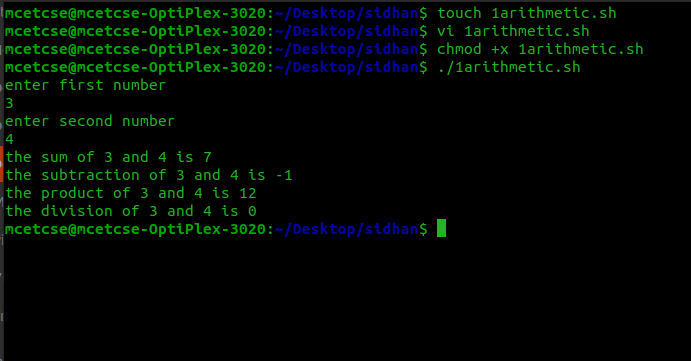 mcetcse@mcetcse-OptiPlex-3020:~/Desktop/sidhan$ touch 1arithmetic.sh
mcetcse@mcetcse-OptiPlex-3020:~/Desktop/sidhan$ vi 1arithmetic.sh
mcetcse@mcetcse-OptiPlex-3020:~/Desktop/sidhan$ chmod +x 1arithmetic.sh
mcetcse@mcetcse-OptiPlex-3020:~/Desktop/sidhan$ ./1arithmetic.sh
enter first number
3
enter second number
4
the sum of 3 and 4 is 7
the subtraction of 3 and 4 is -1
the product of 3 and 4 is 12
the division of 3 and 4 is 0
mcetcse@mcetcse-OptiPlex-3020:~/Desktop/sidhan$